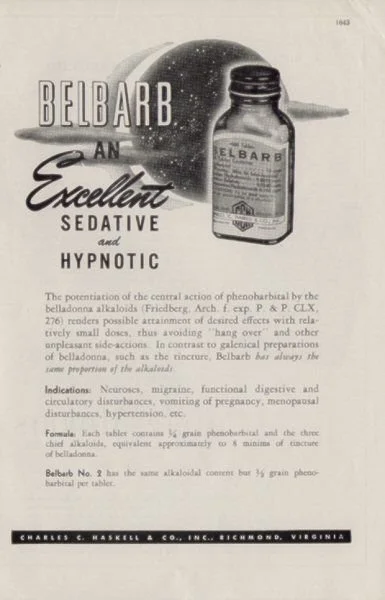 1043
BELBARB
AN
Excellent
SEDATIVE
and
HYPNOTIC
BELBARB
The potentiation of the central action of phenobarbital by the
belladonna alkaloids (Friedberg, Arch. f. exp. P. & P. CLX,
276) renders possible attainment of desired effects with rela-
tively small doses, thus avoiding "hang over" and other
unpleasant side-actions. In contrast to galenical preparations
of belladonna, such as the tincture, Belbarb has always the
same proportion of the alkaloids.
Indications: Neuroses, migraine, functional digestive and
circulatory disturbances, vomiting of pregnancy, menopausal
disturbances, hypertension, etc.
Formula: Each tablet contains ¼ grain phenobarbital and the three
chief alkaloids, equivalent approximately to 8 minims of tincture
of belladonna.
Belbarb No. 2 has the same alkaloidal content but ½ grain pheno-
barbital per tablet.
CHARLES C. HASKELL & CO., INC., RICHMOND, VIRGINIA